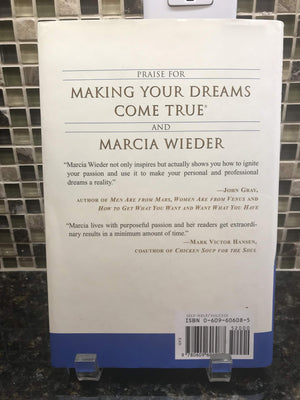 PRAISE FOR
MAKING YOUR DREAMS
COME TRUE®
AND
MARCIA WIEDER
“Marcia Wieder not only inspires but actually shows you how to ignite
your passion and use it to make your personal and professional
dreams a reality.”
—JOHN GRAY,
AUTHOR OF MEN ARE FROM MARS, WOMEN ARE FROM VENUS AND
HOW TO GET WHAT YOU WANT AND WANT WHAT YOU HAVE
“Marcia lives with purposeful passion and her readers get extraordi-
nary results in a minimum amount of time.”
—MARK VICTOR HANSEN,
COAUTHOR OF CHICKEN SOUP FOR THE SOUL
SELF-HELP/SUCCESS
ISBN 0-609-60608-5
52000